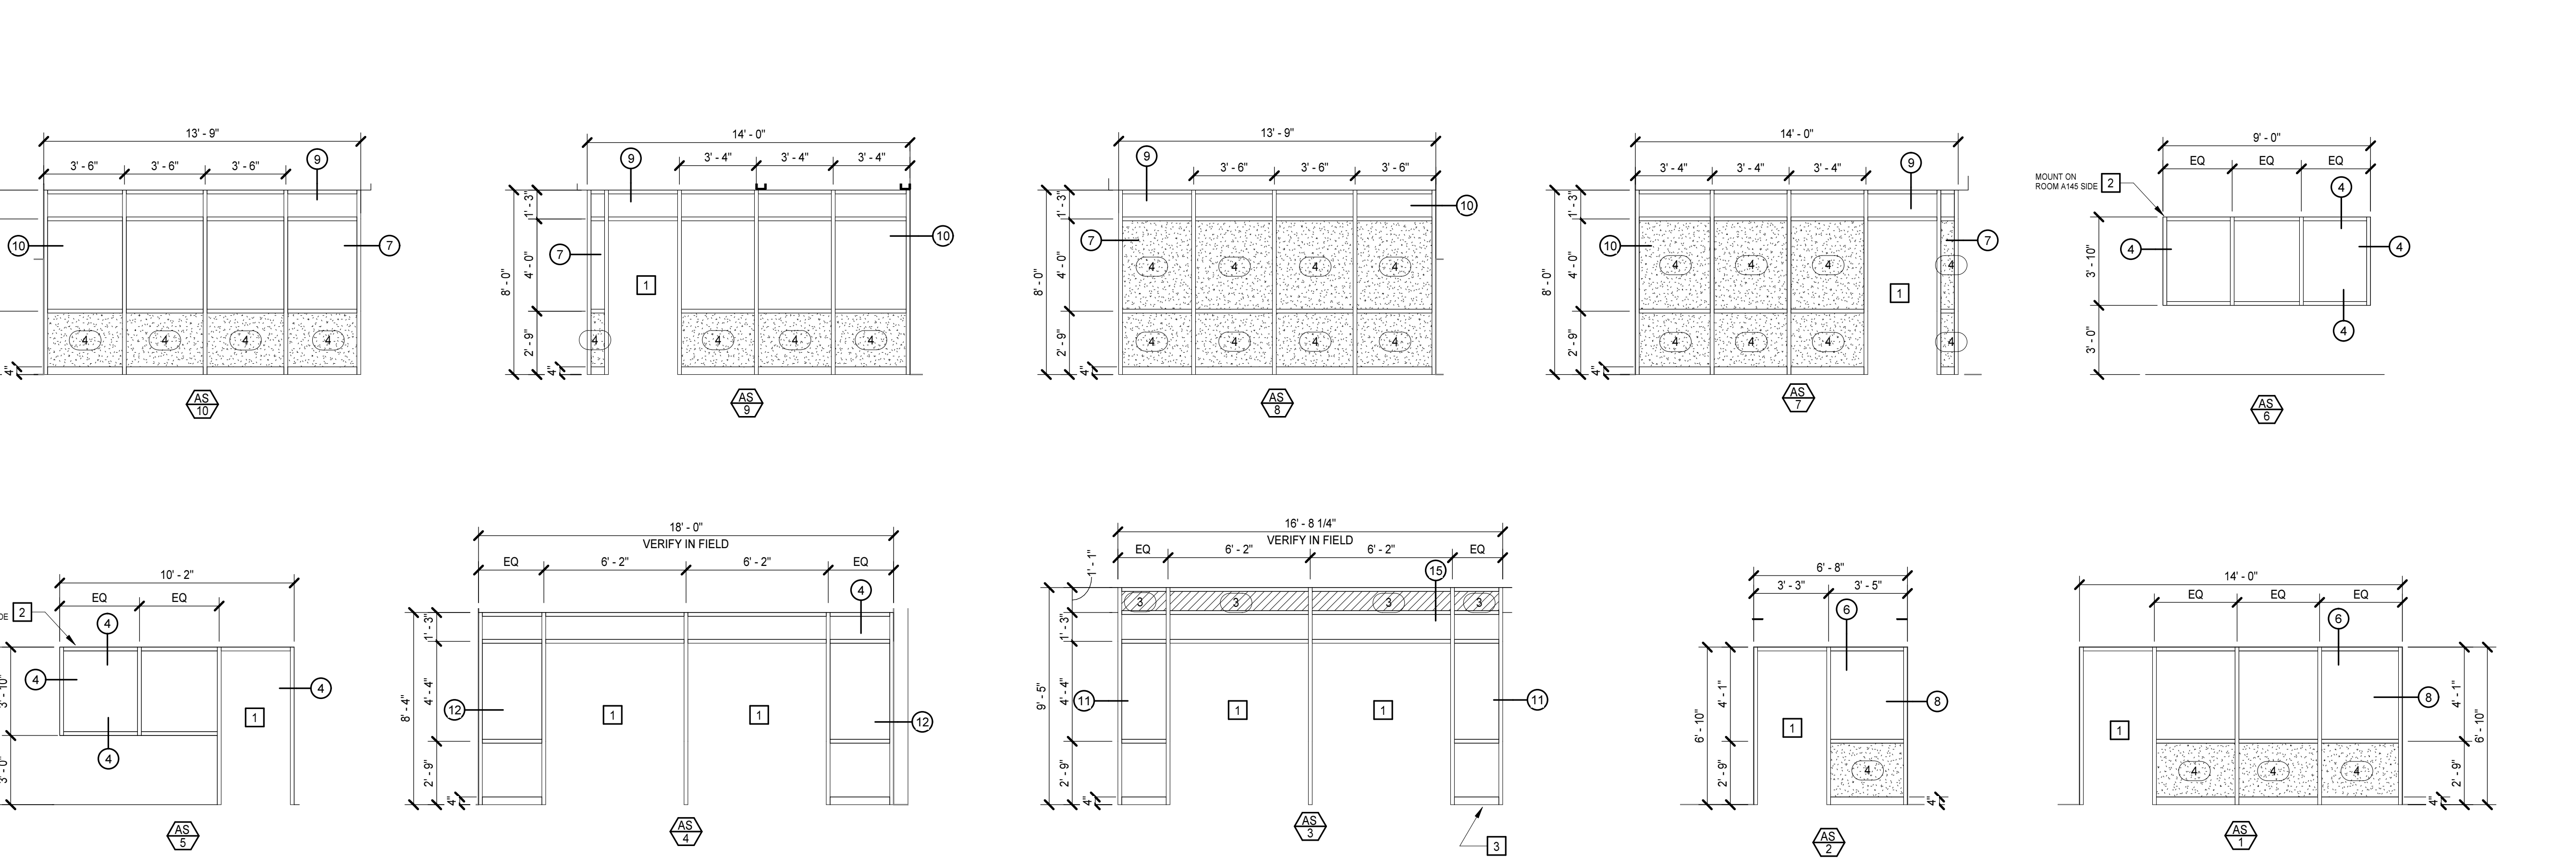 13' - 9"
3' - 6"
3' - 6"
3' - 6"
9
10
7
4
4
4
4
4"
AS
10
14' - 0"
9
3' - 4"
3' - 4"
3' - 4"
1' - 3"
4' - 0"
8' - 0"
2' - 9"
4"
7
10
1
4
4
4
4
AS
9
13' - 9"
9
3' - 6"
3' - 6"
3' - 6"
1' - 3"
4' - 0"
8' - 0"
2' - 9"
4"
10
7
4
4
4
4
4
4
4
4
AS
8
14' - 0"
3' - 4"
3' - 4"
3' - 4"
9
1' - 3"
4' - 0"
8' - 0"
2' - 9"
4"
10
7
4
4
4
4
1
4
4
4
4
AS
7
9' - 0"
EQ
EQ
EQ
MOUNT ON
ROOM A145 SIDE
2
4
4
4
4
3' - 10"
3' - 0"
AS
6
10' - 2"
EQ
EQ
DE
2
4
4
4
4
1
3' - 10"
3' - 0"
AS
5
18' - 0"
VERIFY IN FIELD
EQ
6' - 2"
6' - 2"
EQ
4
1' - 3"
4' - 4"
8' - 4"
2' - 9"
4"
12
12
1
1
AS
4
16' - 8 1/4"
VERIFY IN FIELD
EQ
6' - 2"
6' - 2"
EQ
1' - 1"
15
3
3
3
3
1' - 3"
4' - 4"
9' - 5"
2' - 9"
4"
11
11
1
1
3
AS
3
6' - 8"
3' - 3"
3' - 5"
6
4' - 1"
6' - 10"
2' - 9"
8
1
4
4"
AS
2
14' - 0"
EQ
EQ
EQ
6
8
1
4
4
4
4' - 1"
6' - 10"
2' - 9"
4"
AS
1